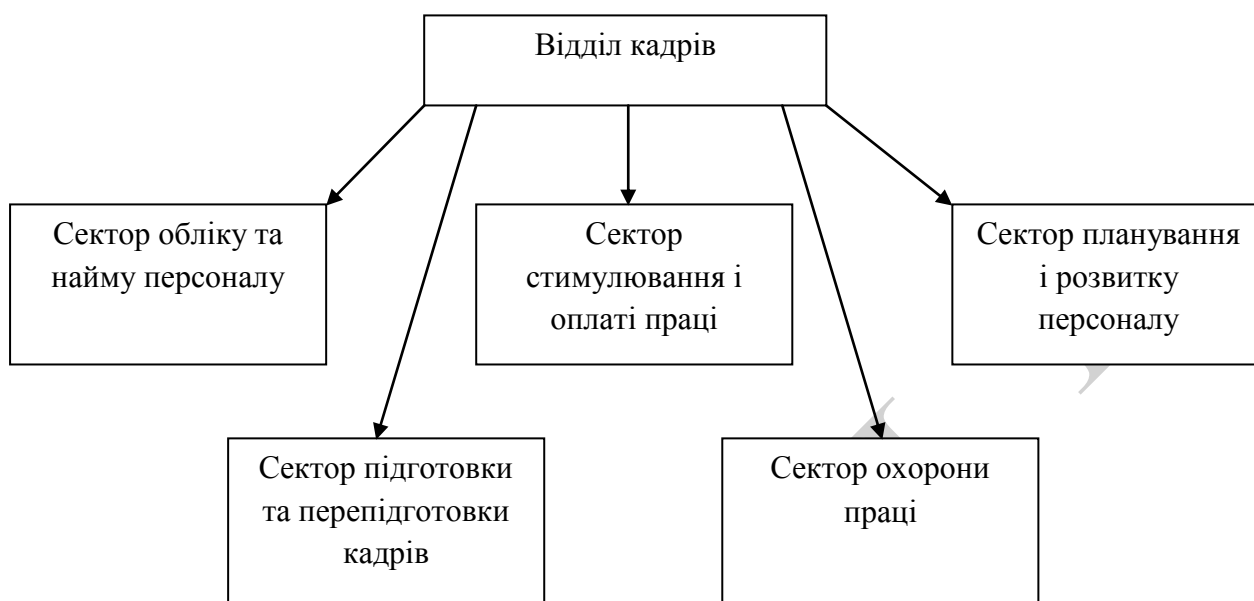 Відділ кадрів
Сектор обліку та
найму персоналу
Сектор
стимулювання і
оплаті праці
Сектор планування
і розвитку
персоналу
Сектор підготовки
та перепідготовки
кадрів
Сектор охорони
праці